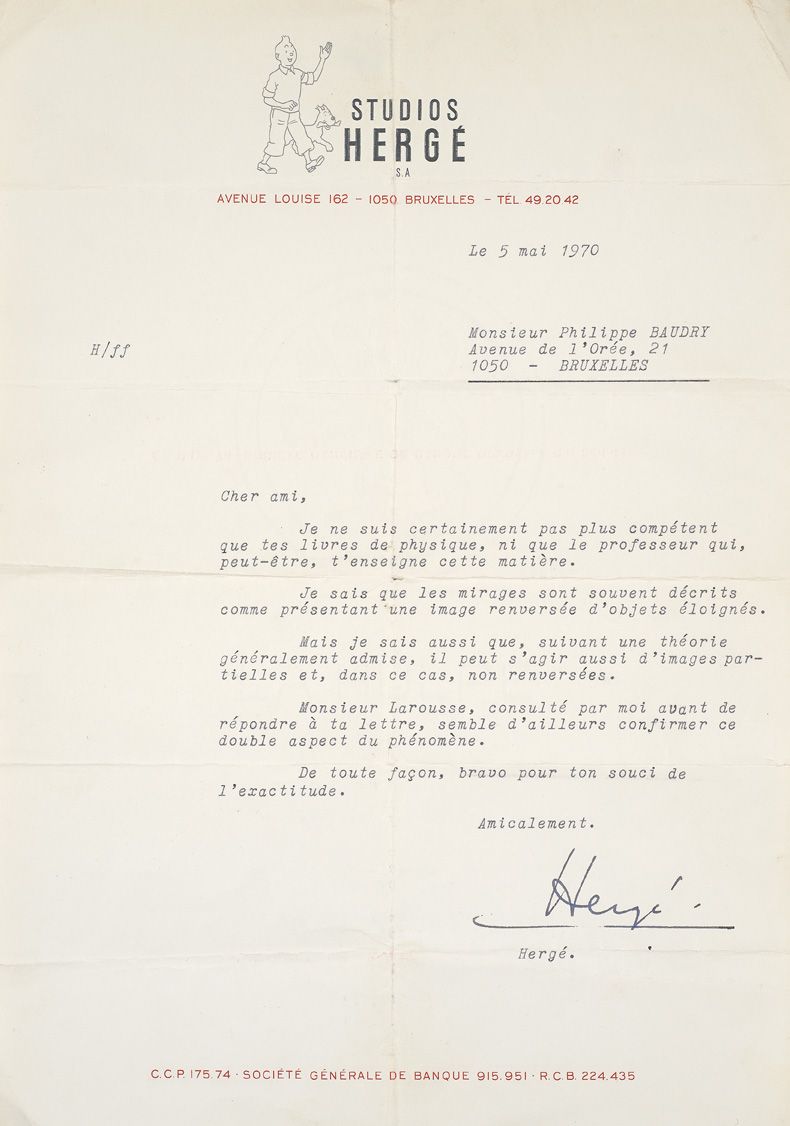 STUDIOS
HERGÉ
S.A
AVENUE LOUISE 162 – 1050 BRUXELLES – TÉL. 49.20.42
Le 5 mai 1970
Monsieur Philippe BAUDRY
H/ff
Avenue de l'Orée, 21
1050 - BRUXELLES
Cher ami,
Je ne suis certainement pas plus compétent
que tes livres de physique, ni que le professeur qui,
peut-être, t'enseigne cette matière.
Je sais que les mirages sont souvent décrits
comme présentant une image renversée d'objets éloignés.
Mais je sais aussi que, suivant une théorie
généralement admise, il peut s'agir aussi d'images par-
tielles et, dans ce cas, non renversées.
Monsieur Larousse, consulté par moi avant de
répondre à ta lettre, semble d'ailleurs confirmer ce
double aspect du phénomène.
De toute façon, bravo pour ton souci de
l'exactitude.
Amicalement.
Hergé.
Hergé.
C.C.P. 175.74 · SOCIÉTÉ GÉNÉRALE DE BANQUE 915.951 · R.C.B. 224.435